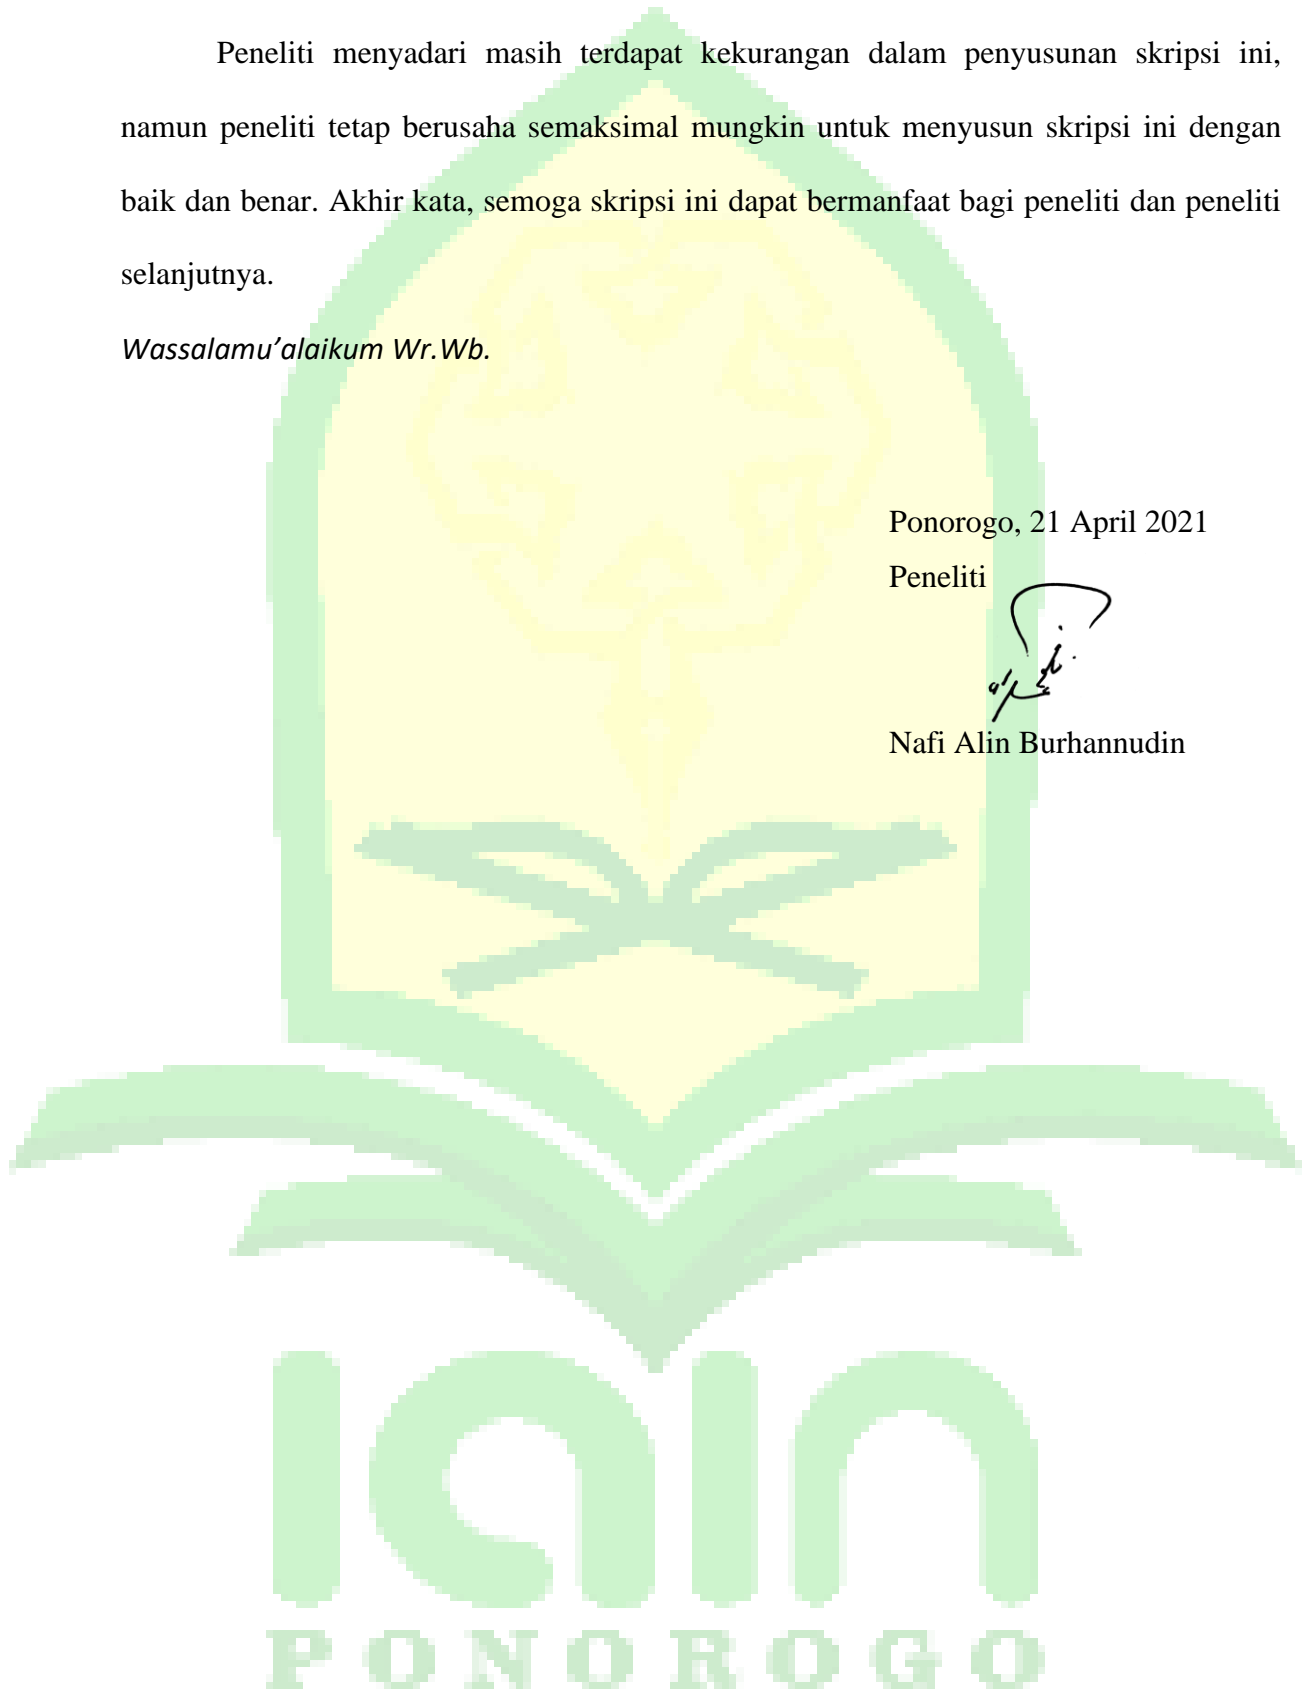 Peneliti menyadari masih terdapat kekurangan dalam penyusunan skripsi ini,
namun peneliti tetap berusaha semaksimal mungkin untuk menyusun skripsi ini dengan
baik dan benar. Akhir kata, semoga skripsi ini dapat bermanfaat bagi peneliti dan peneliti
selanjutnya.
Wassalamu’alaikum Wr.Wb.
Ponorogo, 21 April 2021
Peneliti
Nafi Alin Burhannudin
iain
PONOROGO